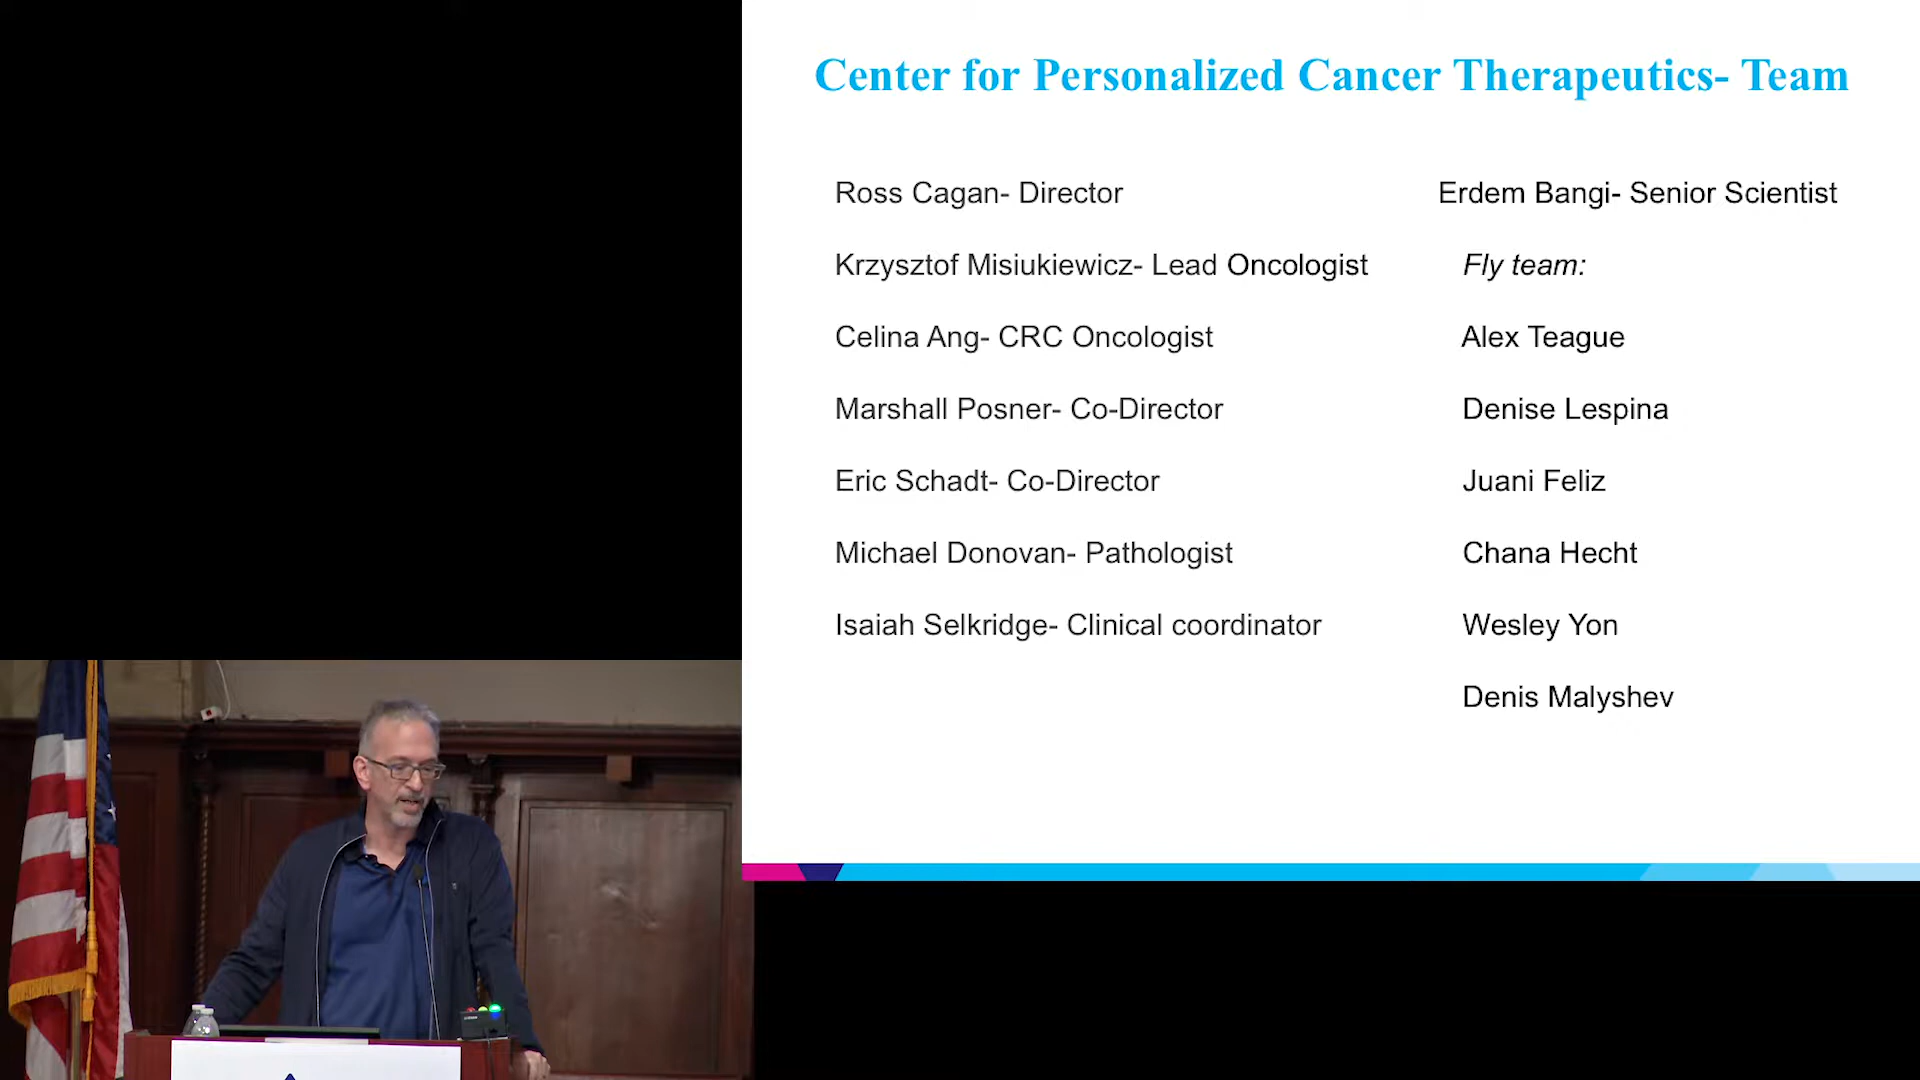 Center for Personalized Cancer Therapeutics- Team
Ross Cagan- Director
Krzysztof Misiukiewicz- Lead Oncologist
Celina Ang- CRC Oncologist
Marshall Posner- Co-Director
Eric Schadt- Co-Director
Michael Donovan- Pathologist
Isaiah Selkridge- Clinical coordinator
Erdem Bangi- Senior Scientist
Fly team:
Alex Teague
Denise Lespina
Juani Feliz
Chana Hecht
Wesley Yon
Denis Malyshev